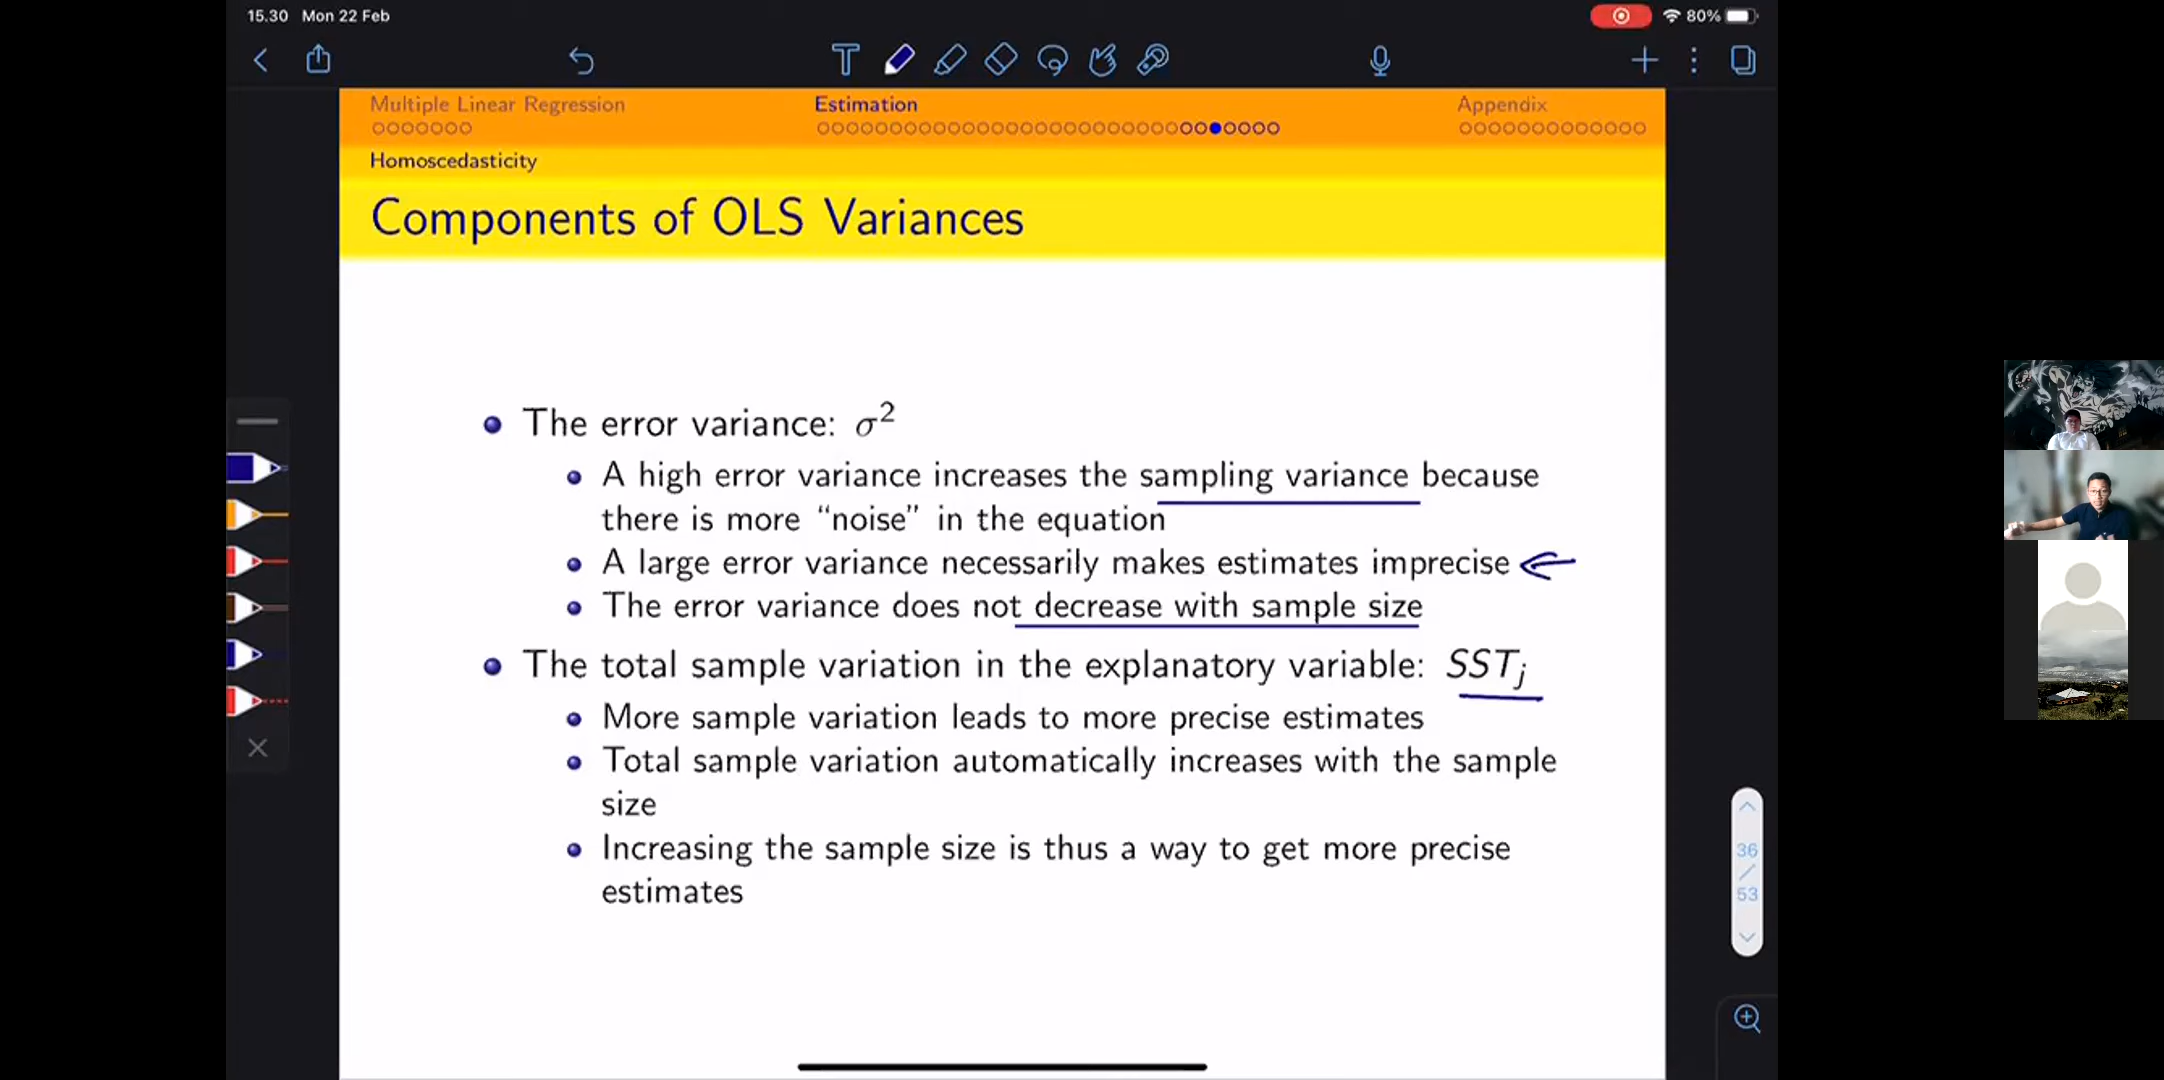 15.30 Mon 22 Feb
80%
Multiple Linear Regression
Estimation
Appendix
Homoscedasticity
Components of OLS Variances
The error variance: σ²
A high error variance increases the sampling variance because
there is more “noise” in the equation
A large error variance necessarily makes estimates imprecise
The error variance does not decrease with sample size
The total sample variation in the explanatory variable: SSTⱼ
More sample variation leads to more precise estimates
Total sample variation automatically increases with the sample
size
Increasing the sample size is thus a way to get more precise
estimates
36
/
53